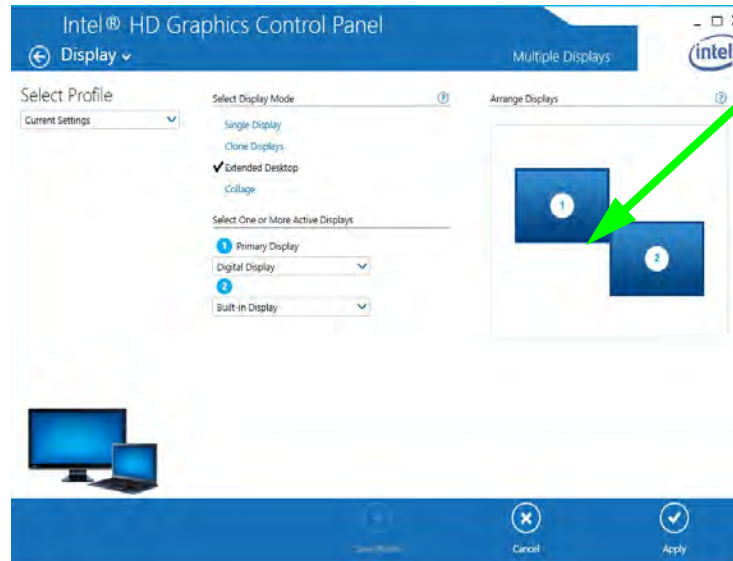 Intel® HD Graphics Control Panel
Display
Multiple Displays
intel
Select Profile
Current Settings
Select Display Mode
?
Single Display
Clone Displays
Extended Desktop
Collage
Select One or More Active Displays
1 Primary Display
Digital Display
2
Built-in Display
Arrange Displays
?
1
2
Cancel
Apply